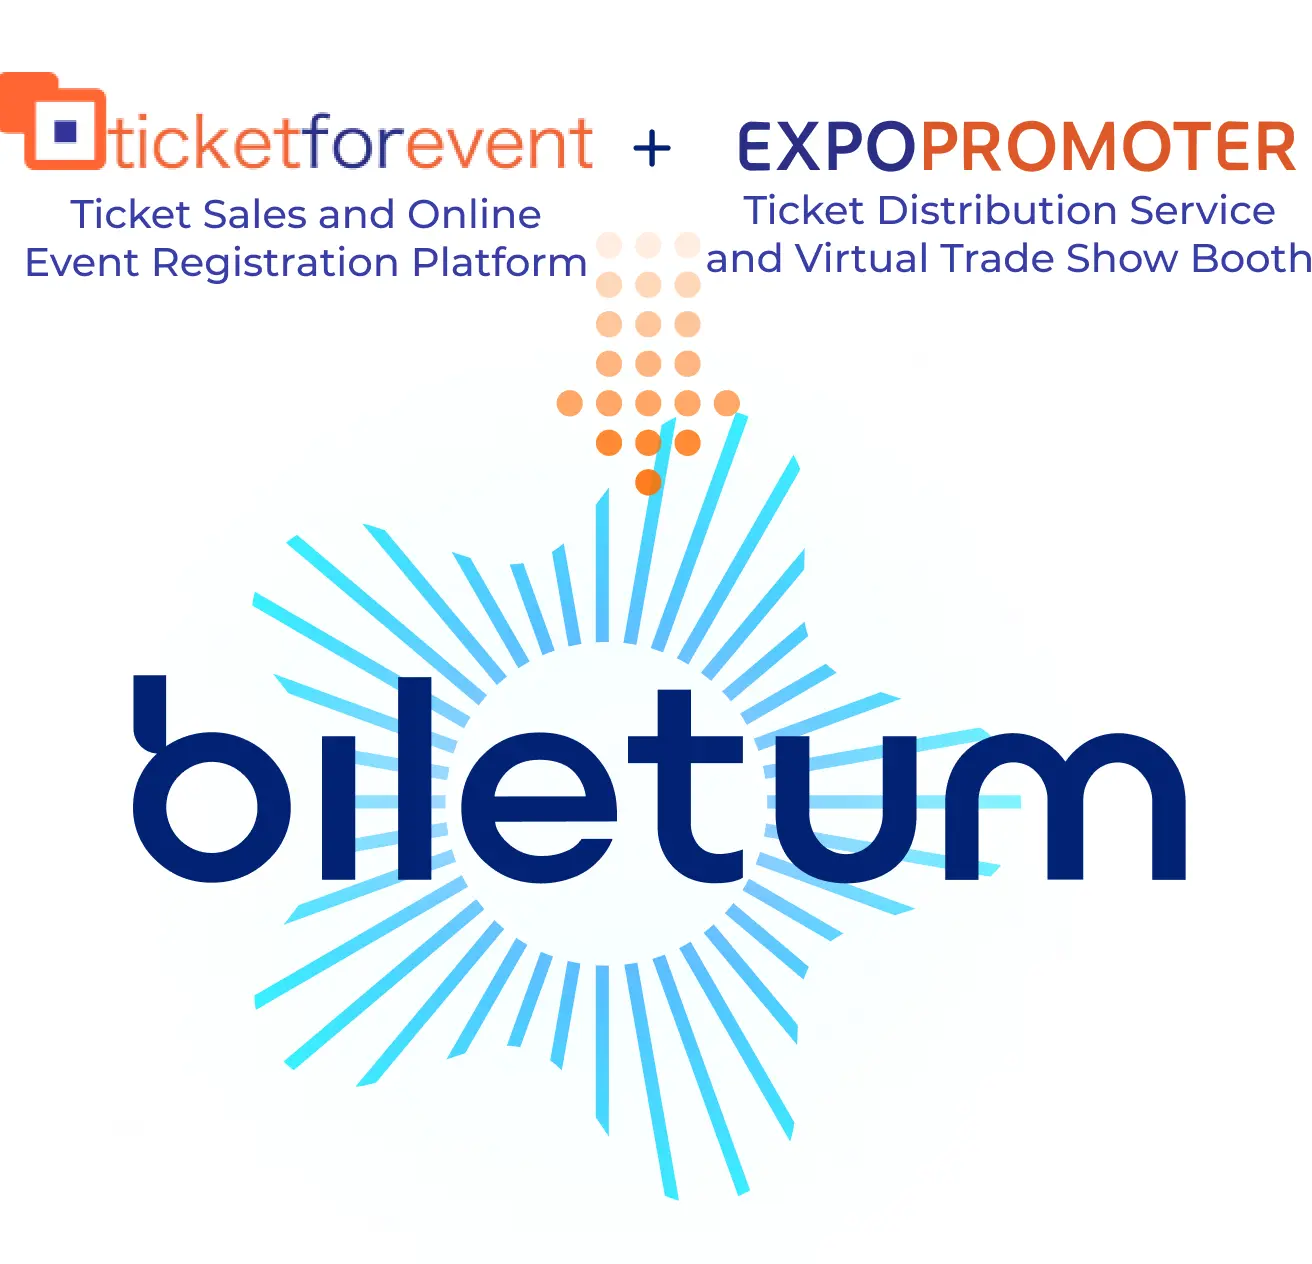 ticketforevent + EXPOPROMOTER
Ticket Sales and Online
Event Registration Platform
Ticket Distribution Service
and Virtual Trade Show Booth
biletum